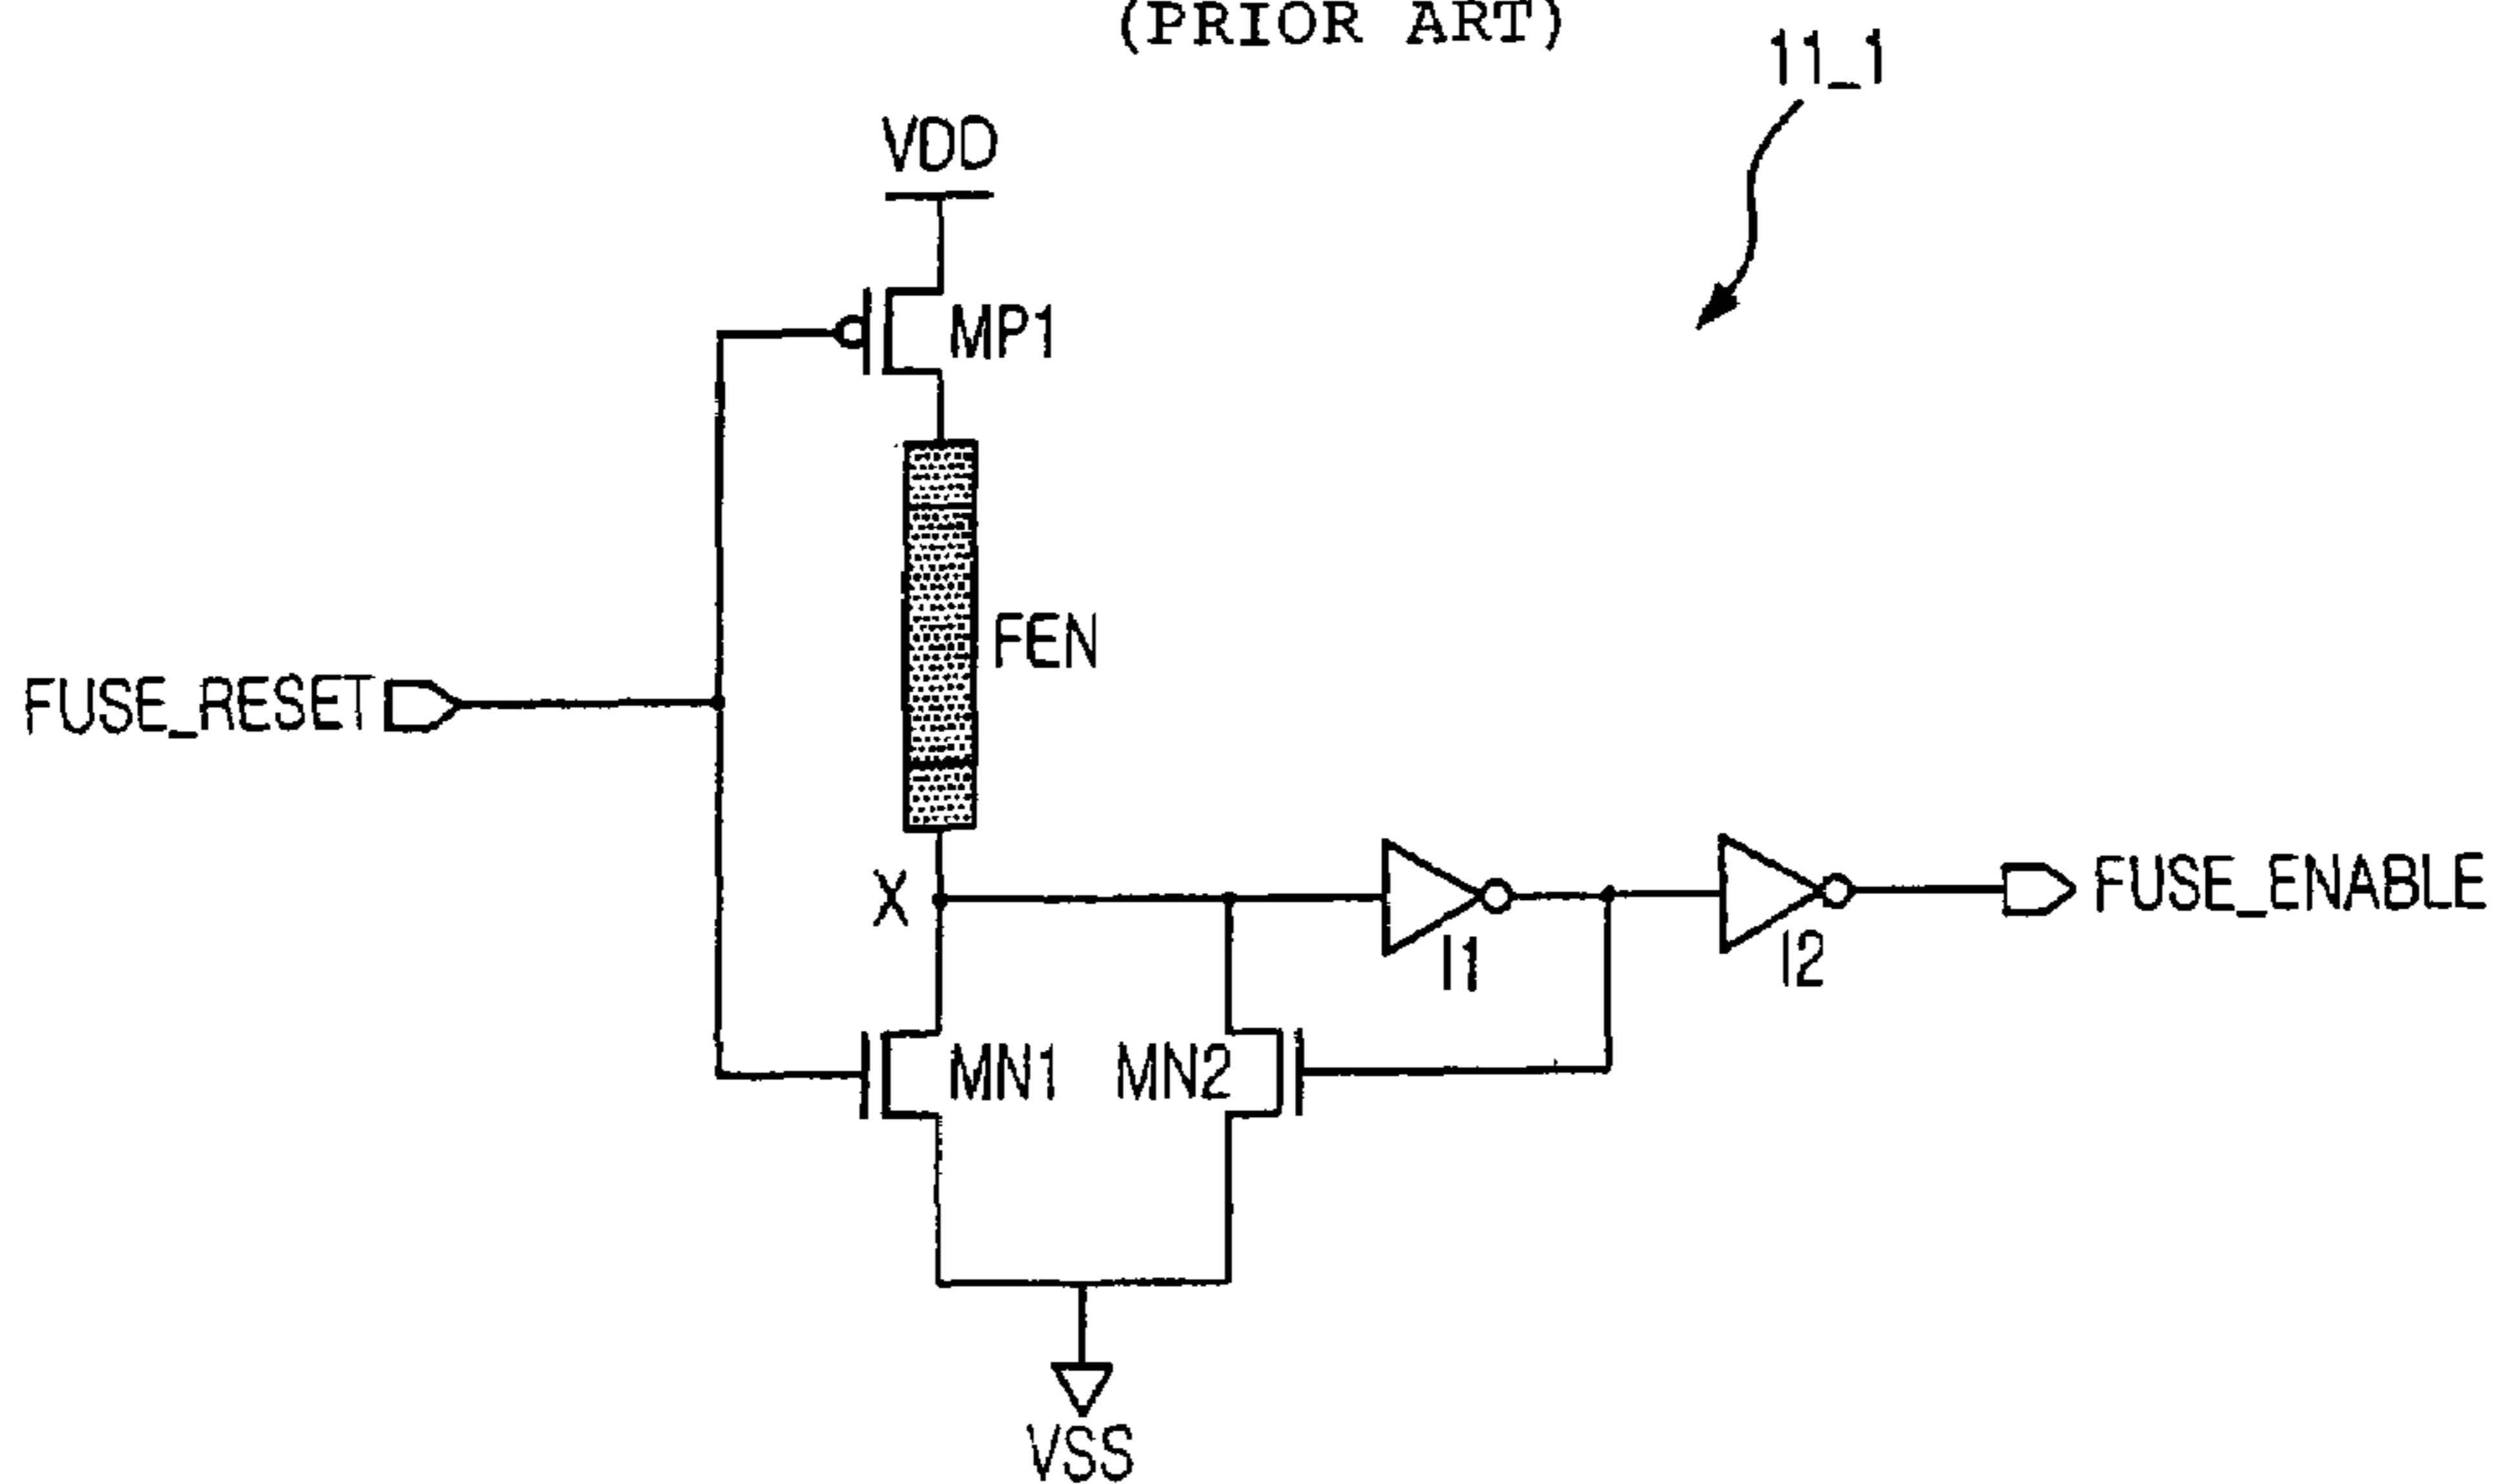 (PRIOR ART)
11_1
VDD
MP1
FEN
FUSE_RESET
X
I1
I2
FUSE_ENABLE
MN1
MN2
VSS